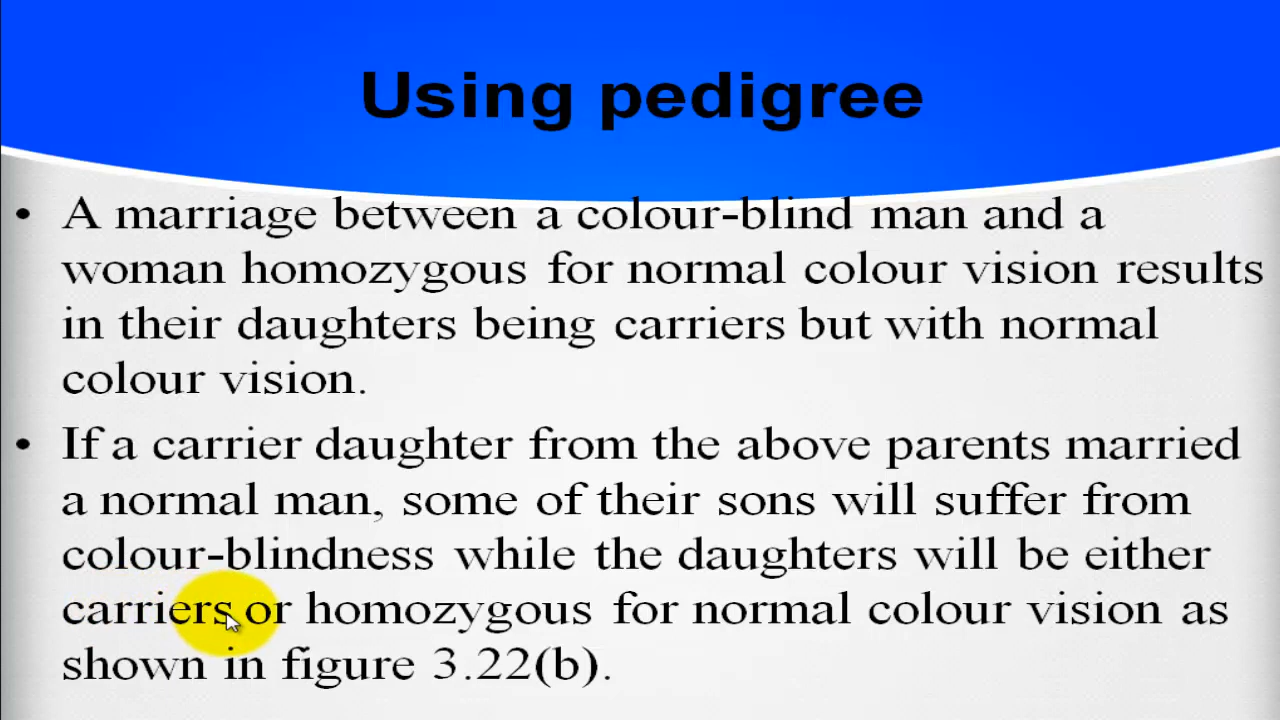 Using pedigree
• A marriage between a colour-blind man and a
woman homozygous for normal colour vision results
in their daughters being carriers but with normal
colour vision.
• If a carrier daughter from the above parents married
a normal man, some of their sons will suffer from
colour-blindness while the daughters will be either
carriers or homozygous for normal colour vision as
shown in figure 3.22(b).